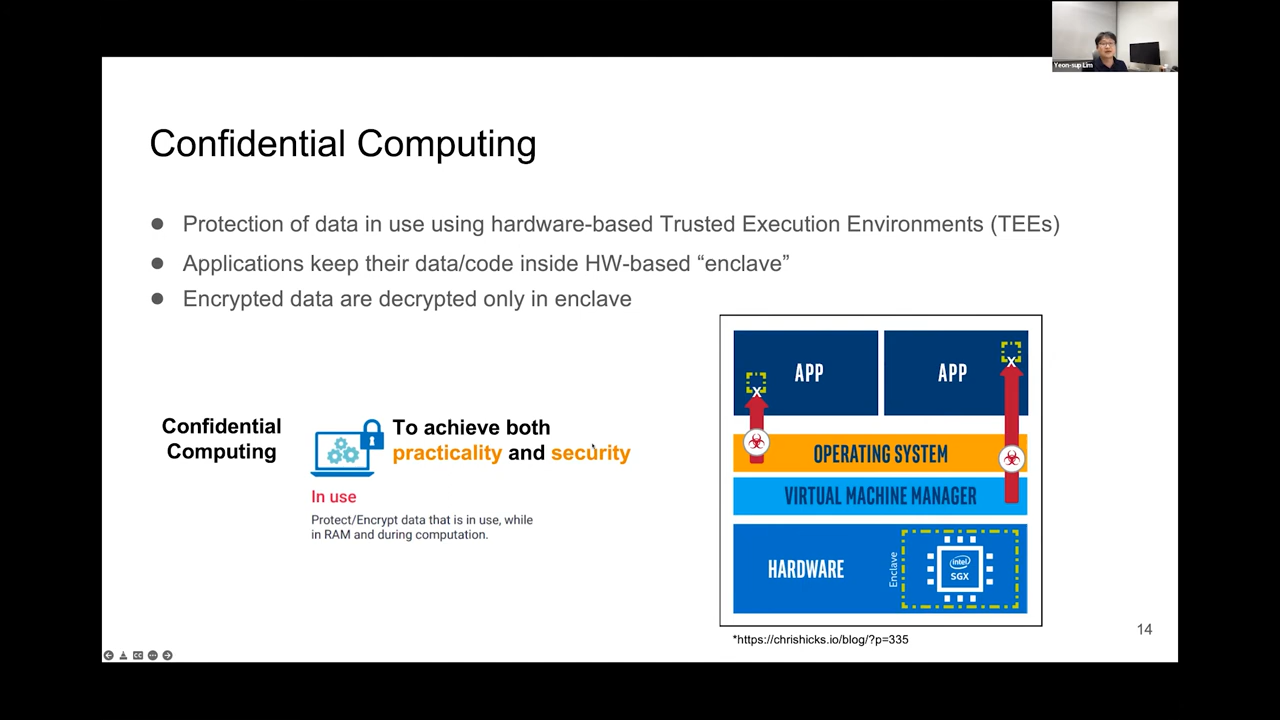 Yeon-sup Lim
Confidential Computing
● Protection of data in use using hardware-based Trusted Execution Environments (TEEs)
● Applications keep their data/code inside HW-based “enclave”
● Encrypted data are decrypted only in enclave
Confidential
Computing
To achieve both
practicality and security
In use
Protect/Encrypt data that is in use, while
in RAM and during computation.
APP
APP
X
X
OPERATING SYSTEM
VIRTUAL MACHINE MANAGER
HARDWARE
Enclave
intel
SGX
*https://chrishicks.io/blog/?p=335
14
CC